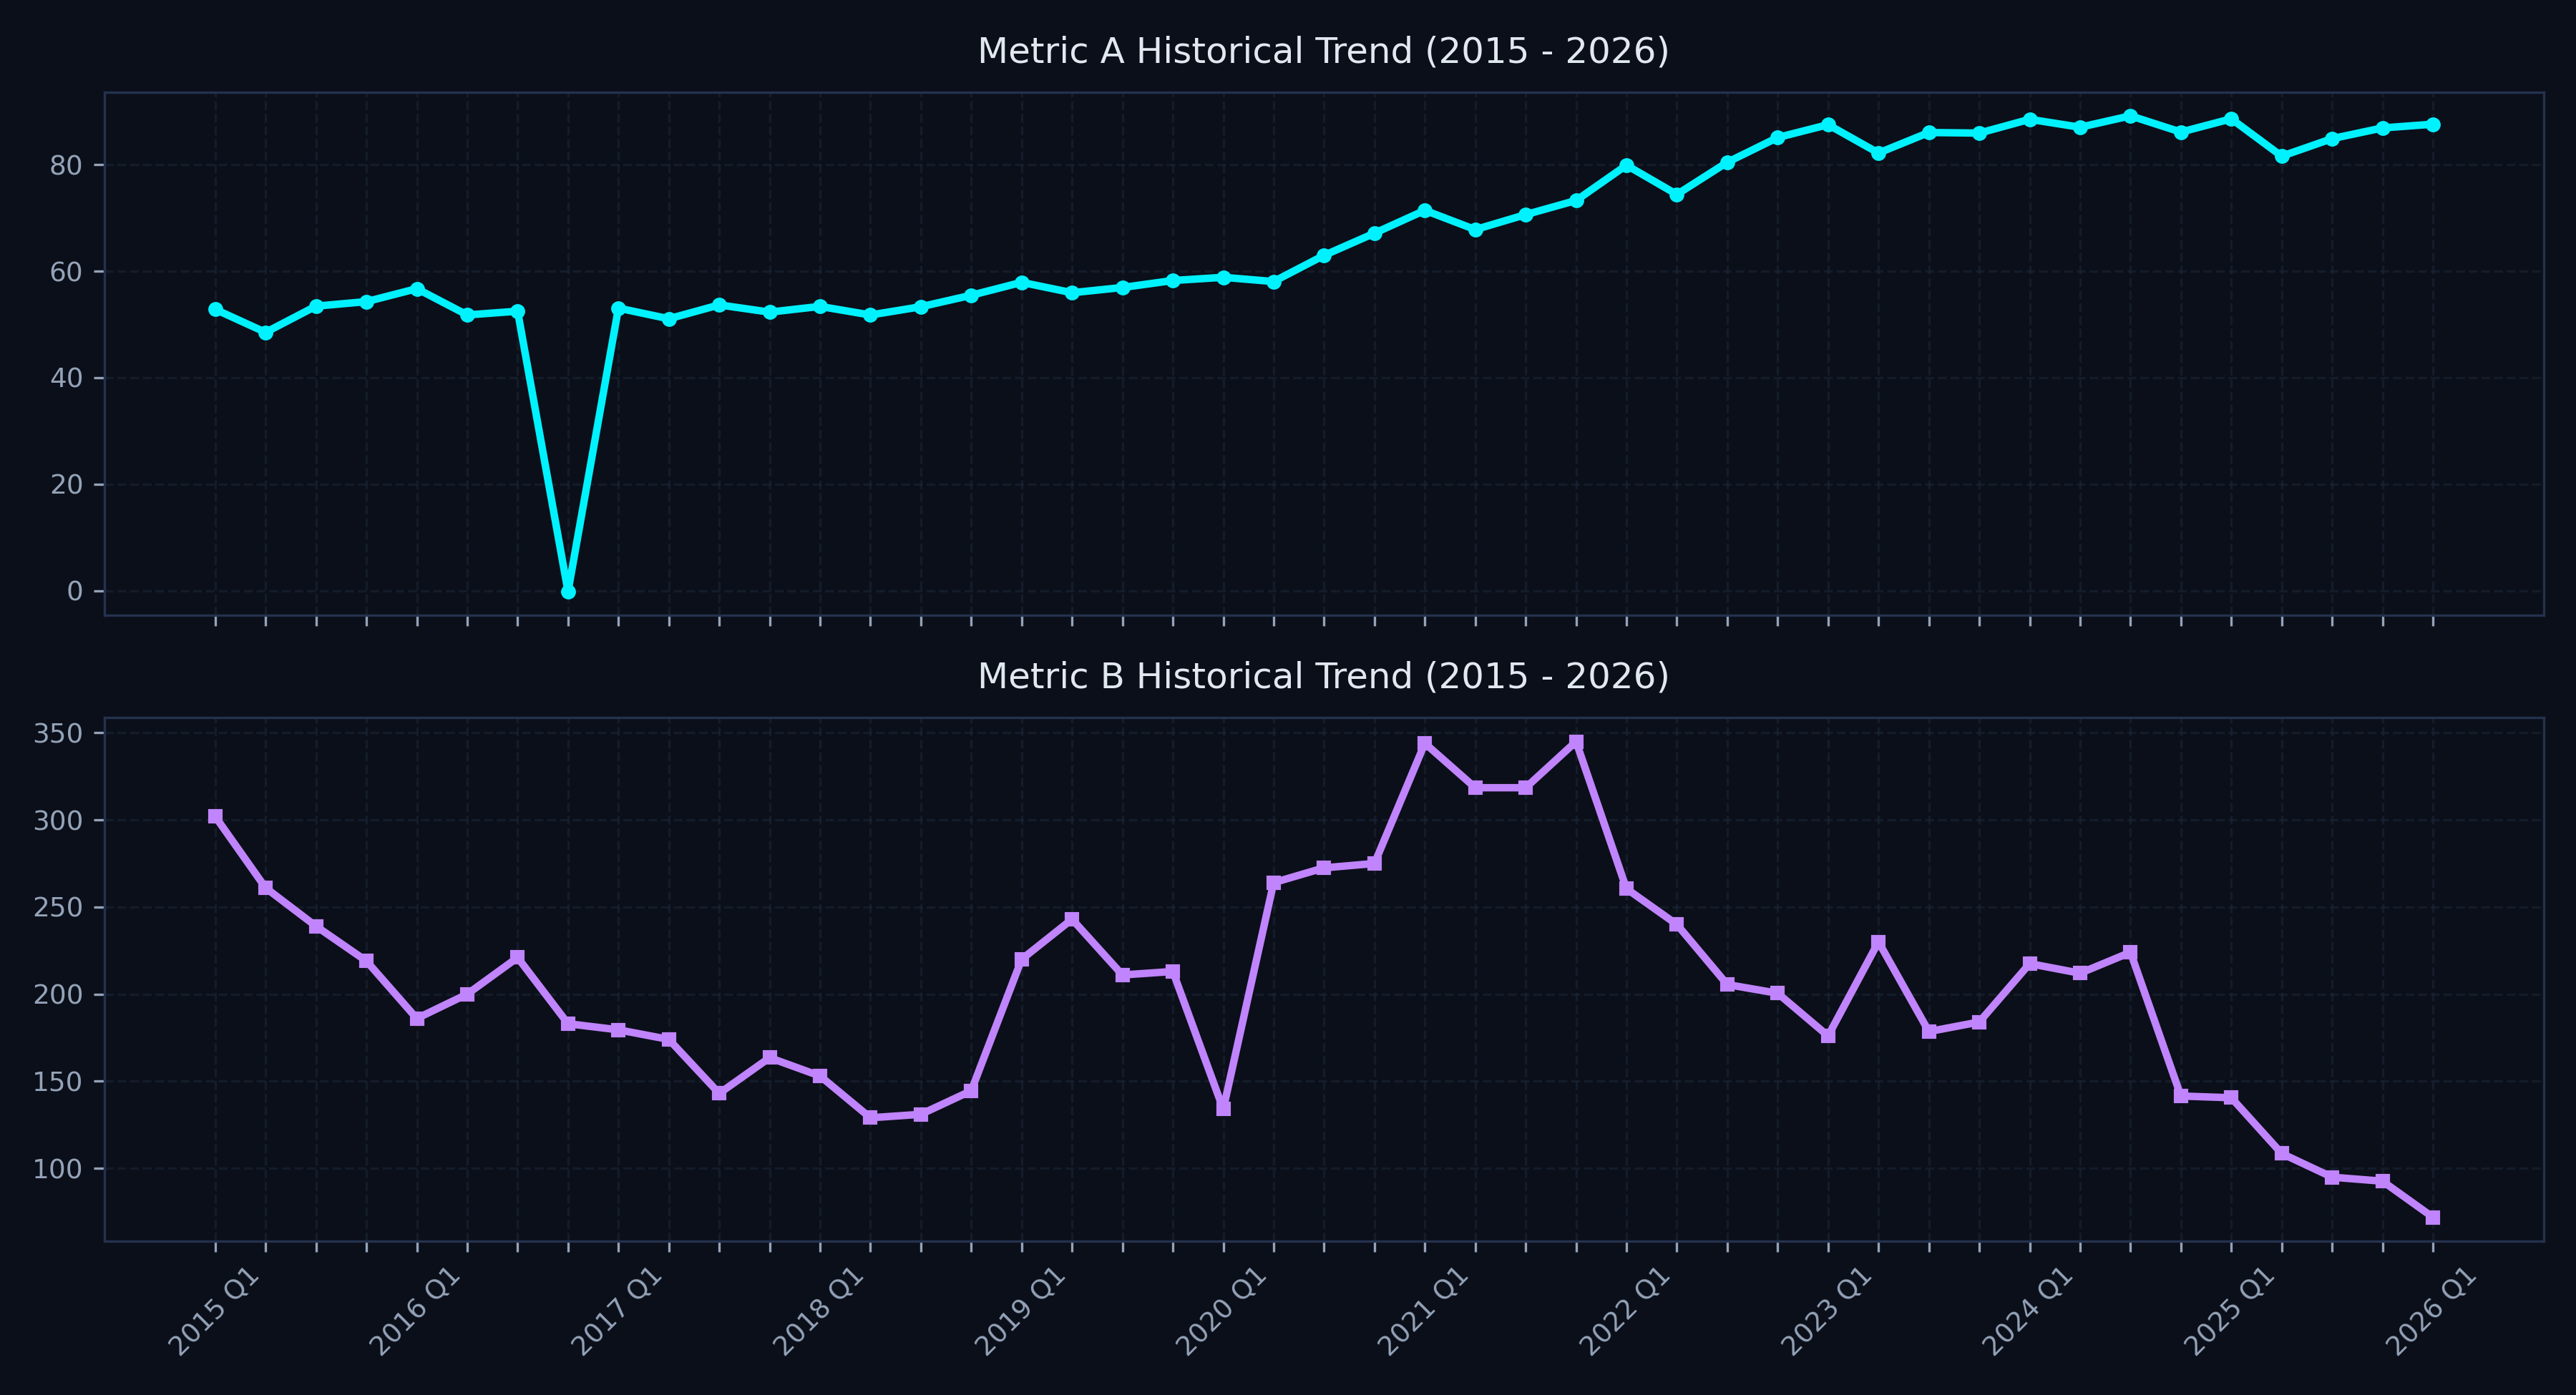 Metric A Historical Trend (2015 - 2026)
80
60
40
20
0
Metric B Historical Trend (2015 - 2026)
350
300
250
200
150
100
2015 Q1
2016 Q1
2017 Q1
2018 Q1
2019 Q1
2020 Q1
2021 Q1
2022 Q1
2023 Q1
2024 Q1
2025 Q1
2026 Q1